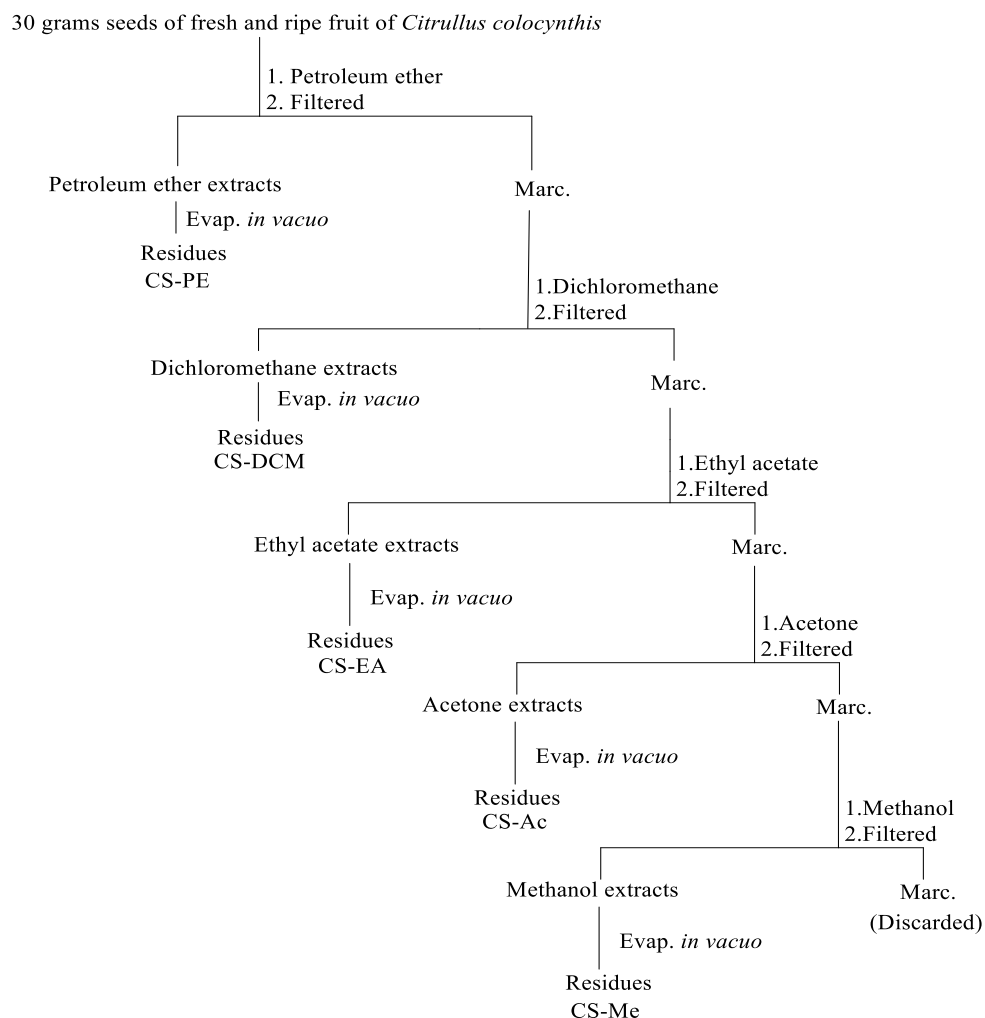 30 grams seeds of fresh and ripe fruit of Citrullus colocynthis
1. Petroleum ether
2. Filtered
Petroleum ether extracts
Marc.
Evap. in vacuo
Residues
CS-PE
1.Dichloromethane
2.Filtered
Dichloromethane extracts
Marc.
Evap. in vacuo
Residues
CS-DCM
1.Ethyl acetate
2.Filtered
Ethyl acetate extracts
Marc.
Evap. in vacuo
Residues
CS-EA
1.Acetone
2.Filtered
Acetone extracts
Marc.
Evap. in vacuo
Residues
CS-Ac
1.Methanol
2.Filtered
Methanol extracts
Marc.
(Discarded)
Evap. in vacuo
Residues
CS-Me